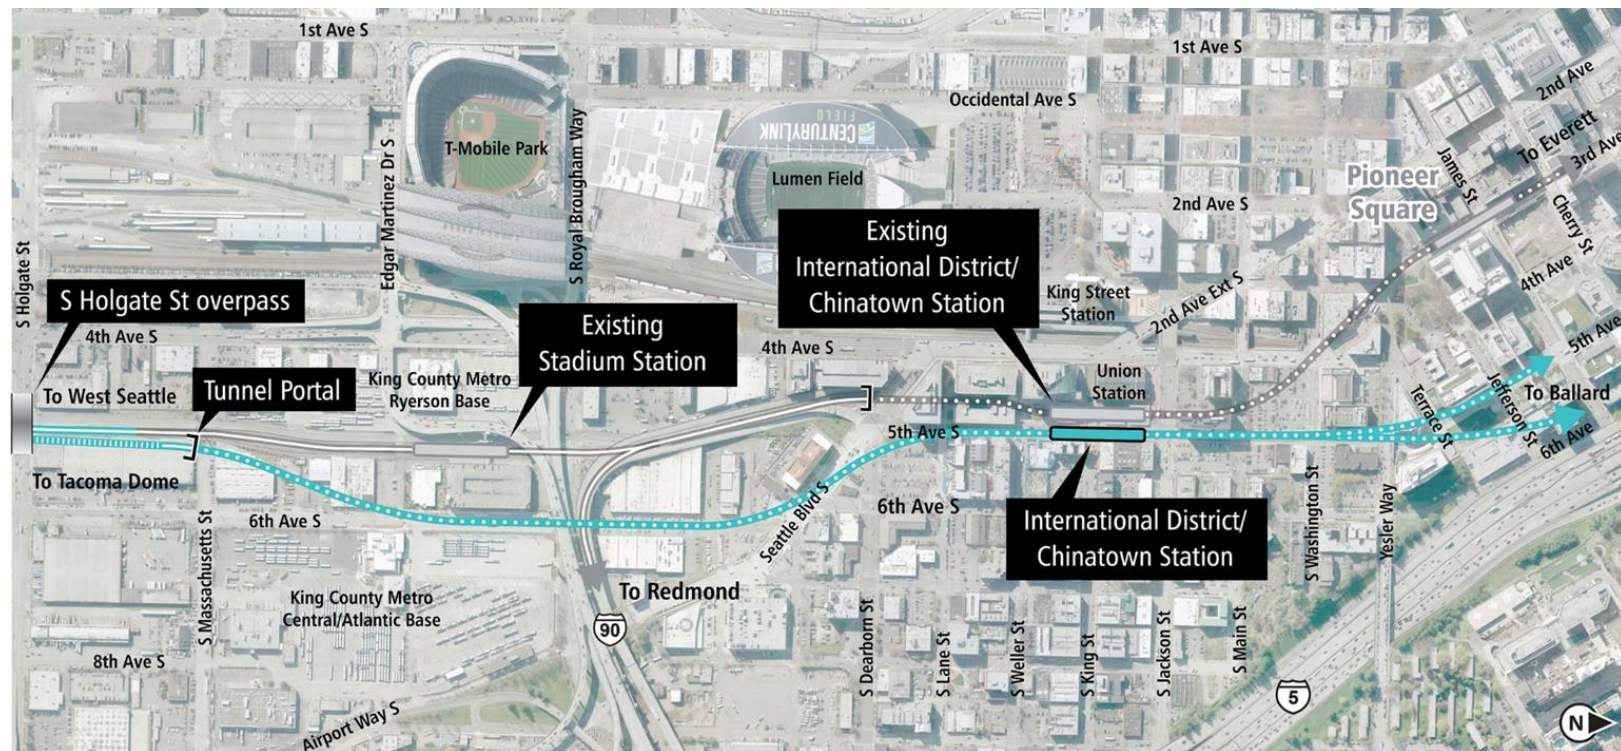 1st Ave S
1st Ave S
2nd Ave
Occidental Ave S
CENTURYLINK
FIELD
T-Mobile Park
Lumen Field
Edgar Martinez Dr S
S Royal Brougham Way
Pioneer
Square
James St
To Everett
3rd Ave
Cherry St
4th Ave
5th Ave
2nd Ave S
2nd Ave Ext S
King Street
Station
Existing
International District/
Chinatown Station
S Holgate St
S Holgate St overpass
4th Ave S
Existing
Stadium Station
4th Ave S
Union
Station
To West Seattle
Tunnel Portal
King County Metro
Ryerson Base
To Tacoma Dome
5th Ave S
Terrace St
Jefferson St
To Ballard
6th Ave
6th Ave S
Seattle Blvd S
6th Ave S
International District/
Chinatown Station
S Washington St
Yesler Way
S Massachusetts St
King County Metro
Central/Atlantic Base
To Redmond
90
8th Ave S
Airport Way S
S Dearborn St
S Lane St
S Weller St
S King St
S Jackson St
S Main St
5
N